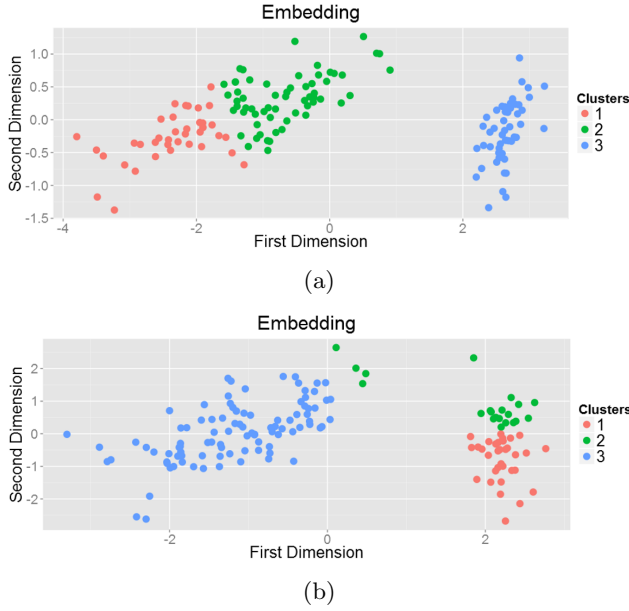 Embedding
Second Dimension
1.0
0.5
0.0
-0.5
-1.0
-1.5
-4
-2
0
2
First Dimension
Clusters
1
2
3
(a)
Embedding
Second Dimension
2
1
0
-1
-2
-2
0
2
First Dimension
Clusters
1
2
3
(b)